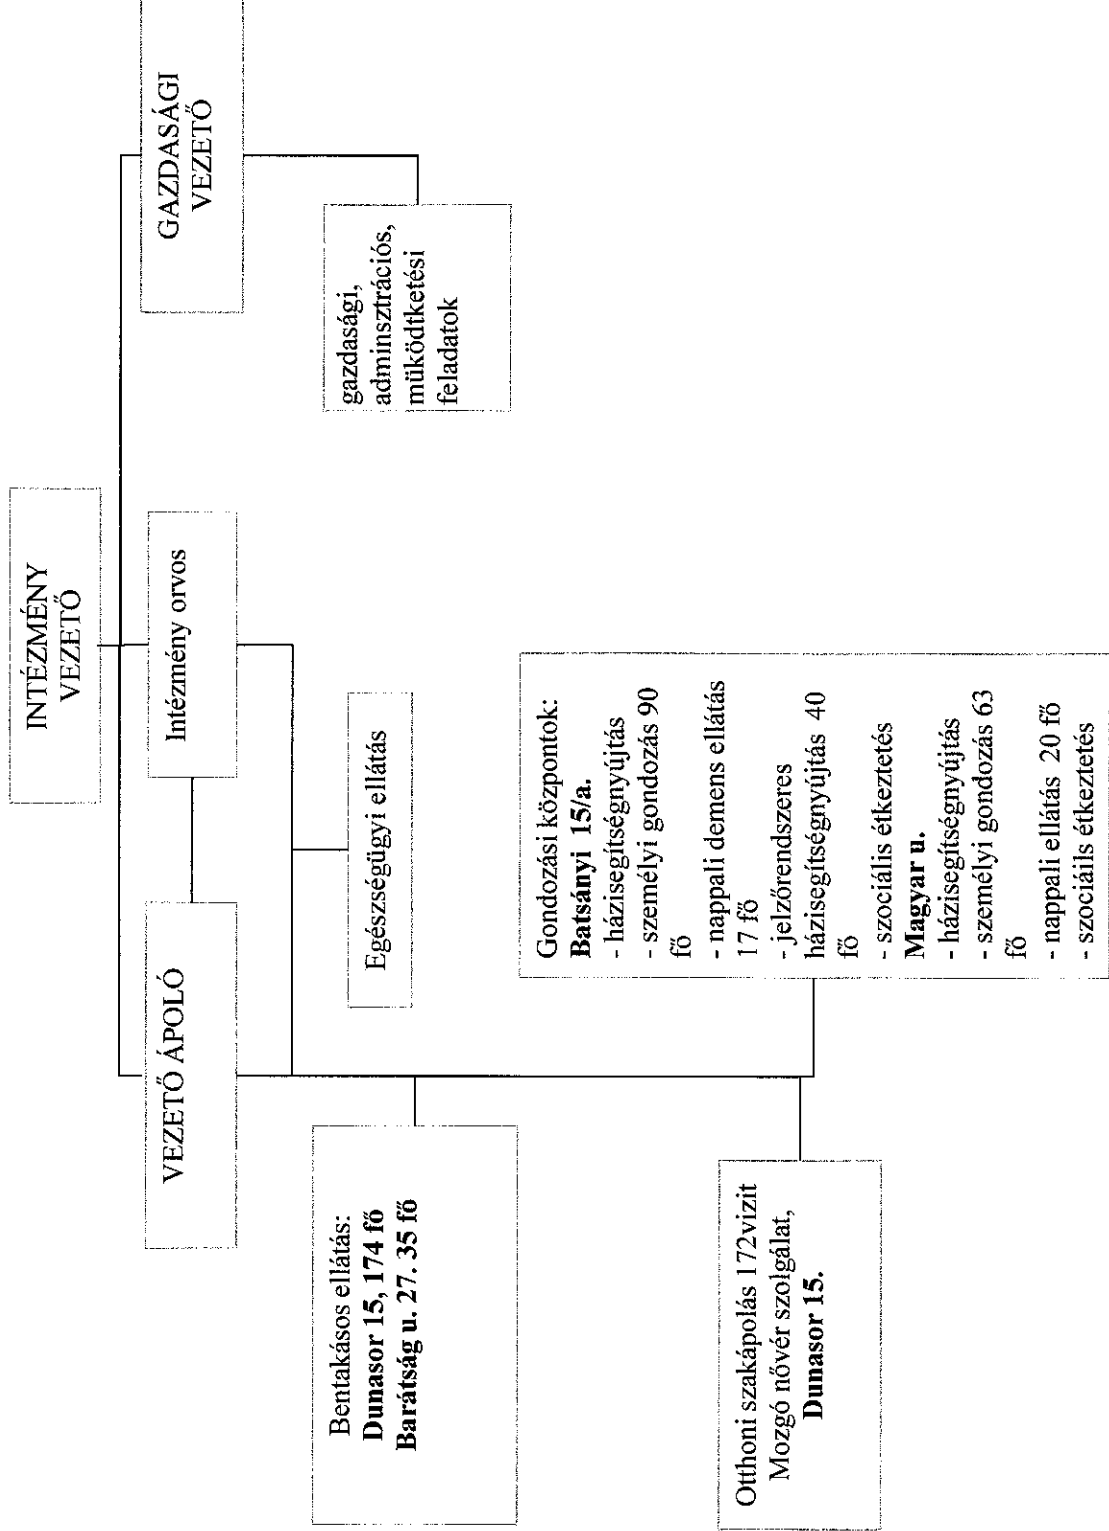 INTÉZMÉNY
VEZETŐ
VEZETŐ ÁPOLÓ
Intézmény orvos
GAZDASÁGI
VEZETŐ
Egészségügyi ellátás
gazdasági,
adminsztrációs,
müködtketési
feladatok
Bentakásos ellátás:
Dunasor 15, 174 fő
Barátság u. 27. 35 fő
Otthoni szakápolás 172vizit
Mozgó nővér szolgálat,
Dunasor 15.
Gondozási központok:
Batsányi 15/a.
- házisegítségnyújtás
- személyi gondozás 90
fő
- nappali demens ellátás
17 fő
- jelzőrendszeres
házisegítségnyújtás 40
fő
- szociális étkeztetés
Magyar u.
- házisegítségnyújtás
- személyi gondozás 63
fő
- nappali ellátás 20 fő
- szociáils étkeztetés